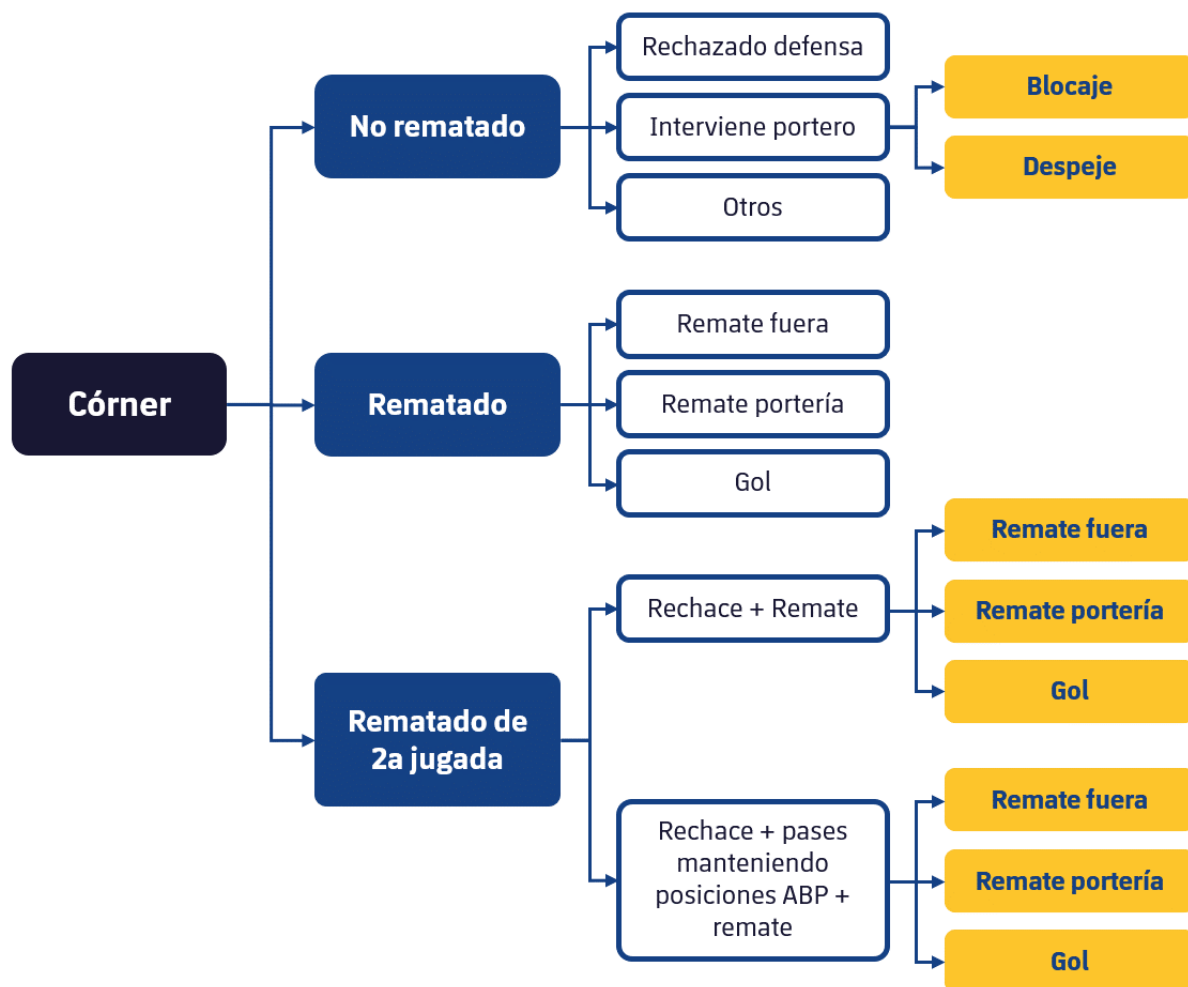 Córner
No rematado
Rechazado defensa
Interviene portero
Blocaje
Despeje
Otros
Rematado
Remate fuera
Remate portería
Gol
Rematado de
2a jugada
Rechace + Remate
Remate fuera
Remate portería
Gol
Rechace + pases
manteniendo
posiciones ABP +
remate
Remate fuera
Remate portería
Gol